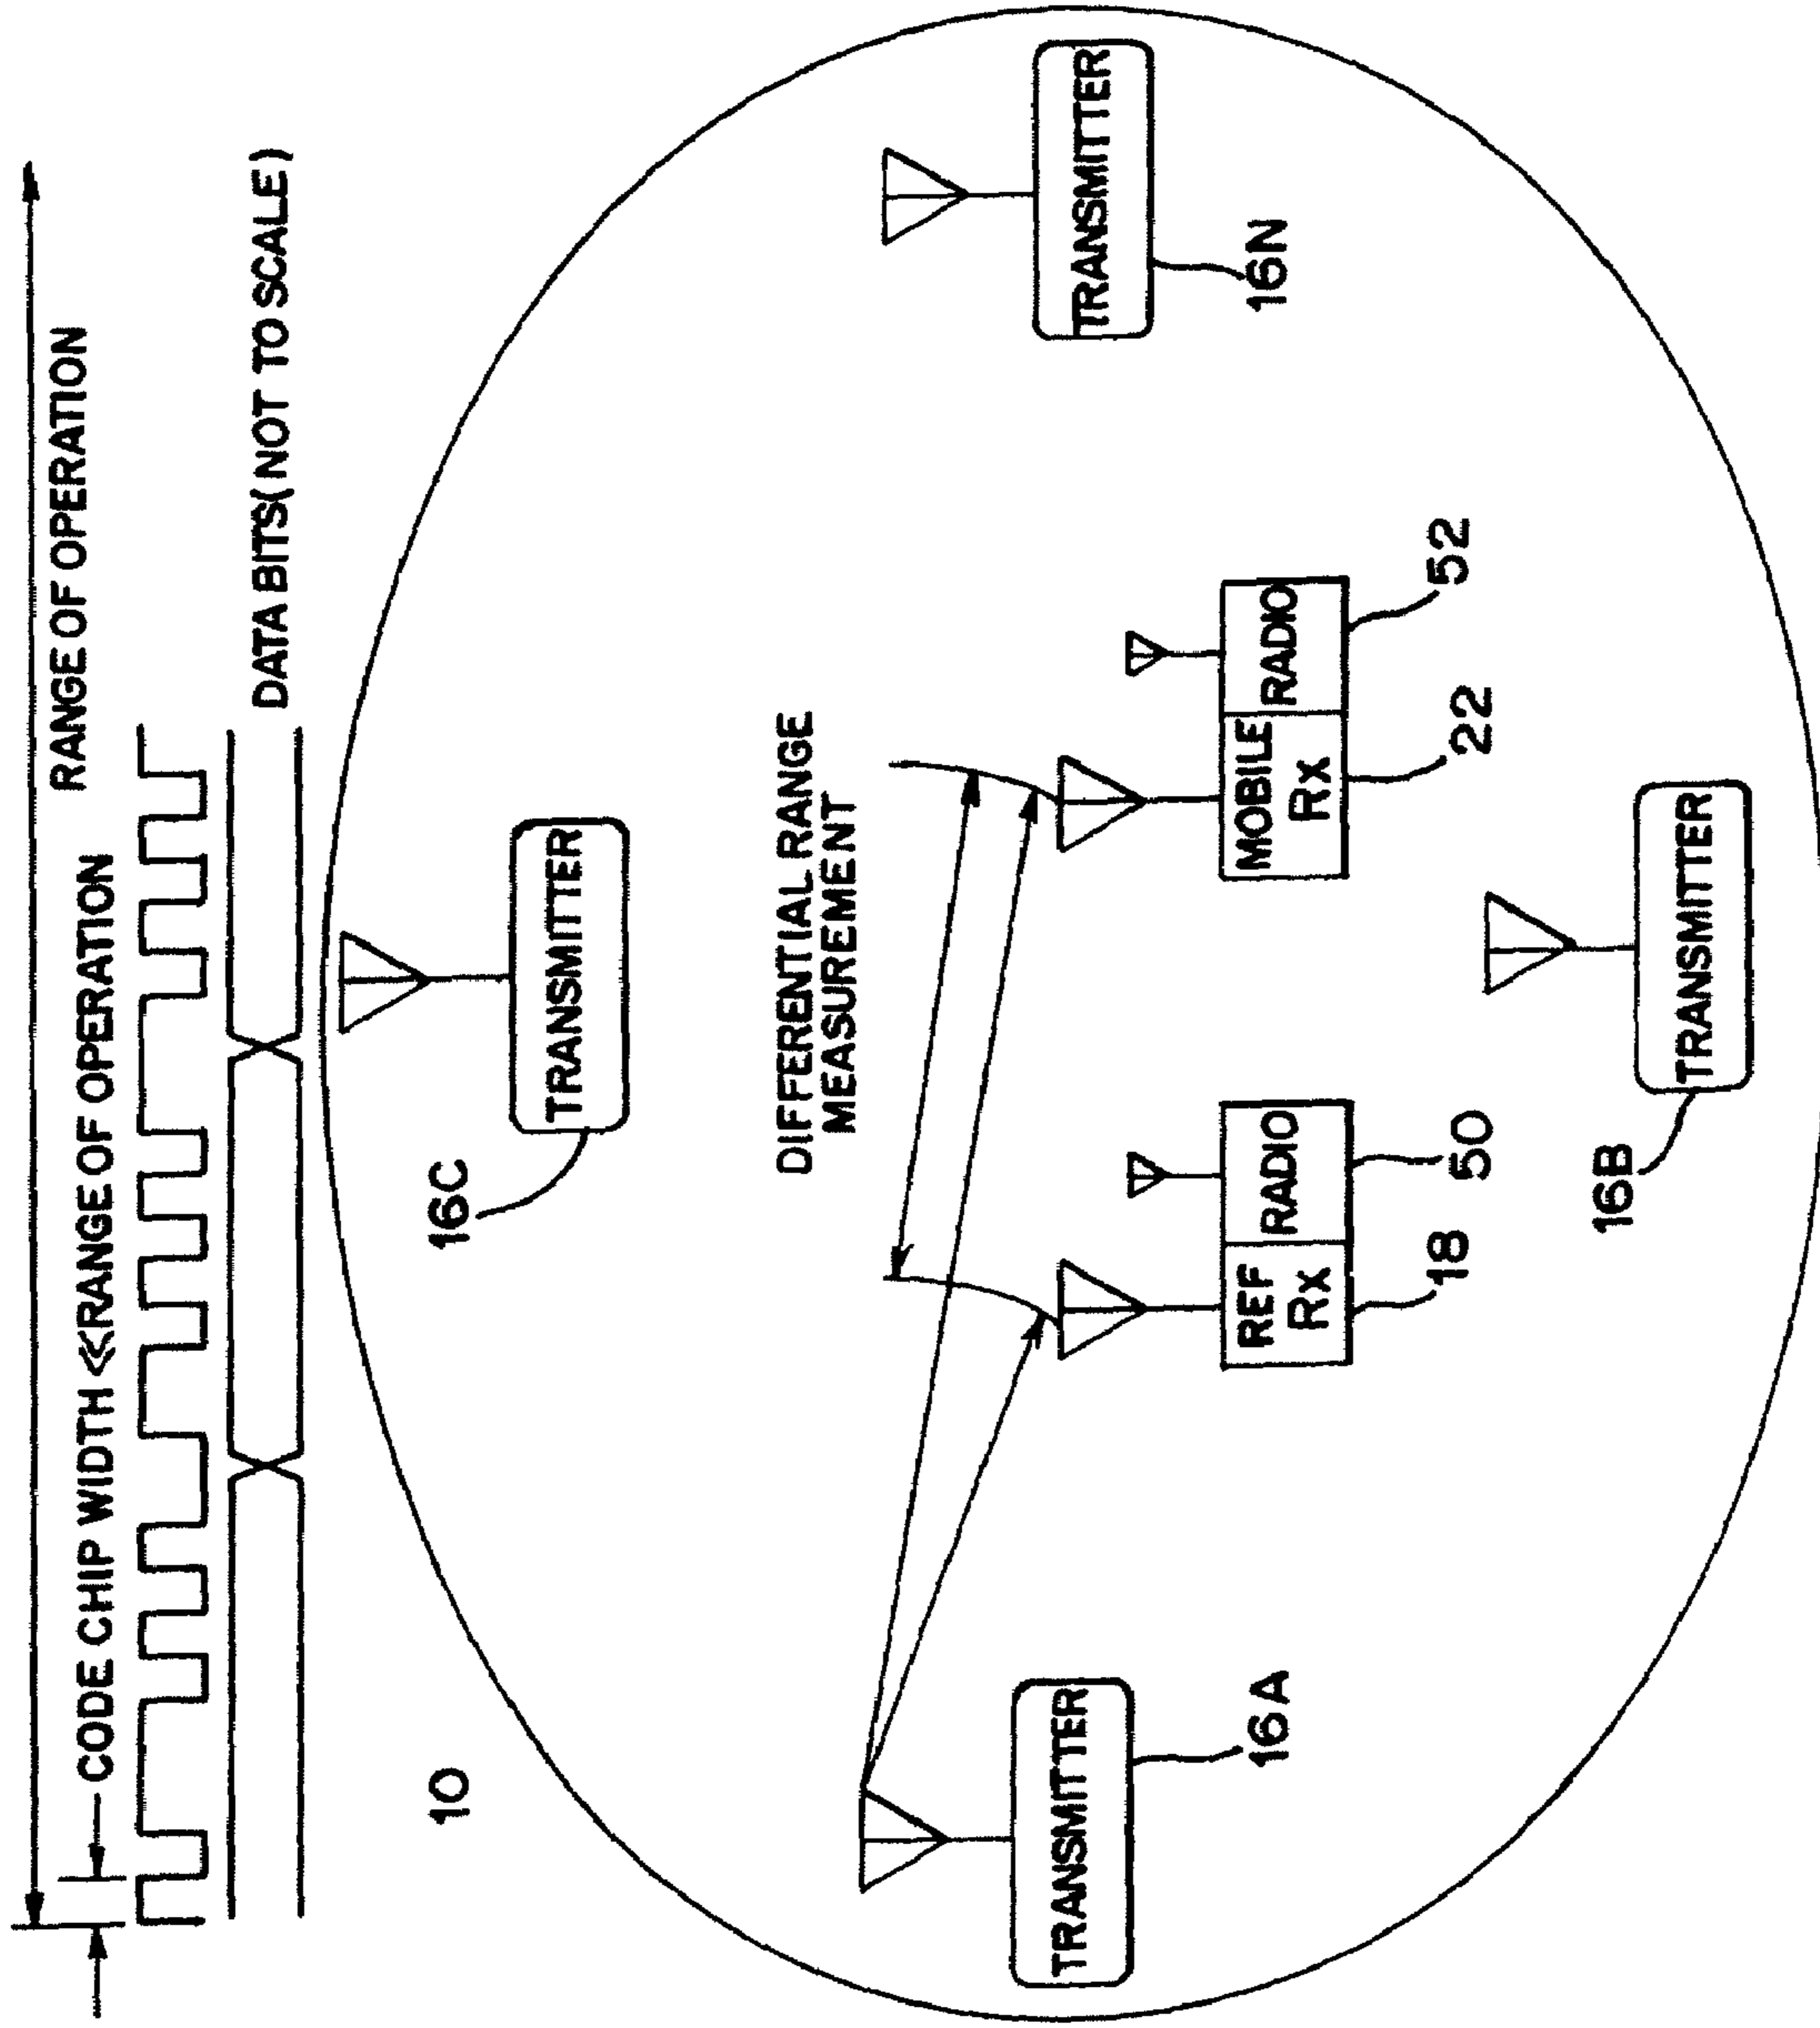 RANGE OF OPERATION
CODE CHIP WIDTH <<RANGE OF OPERATION
DATA BITS(NOT TO SCALE)
10
16C
TRANSMITTER
DIFFERENTIAL RANGE
MEASUREMENT
TRANSMITTER
16A
REF
Rx
RADIO
18
50
MOBILE
Rx
RADIO
22
52
TRANSMITTER
16N
TRANSMITTER
16B